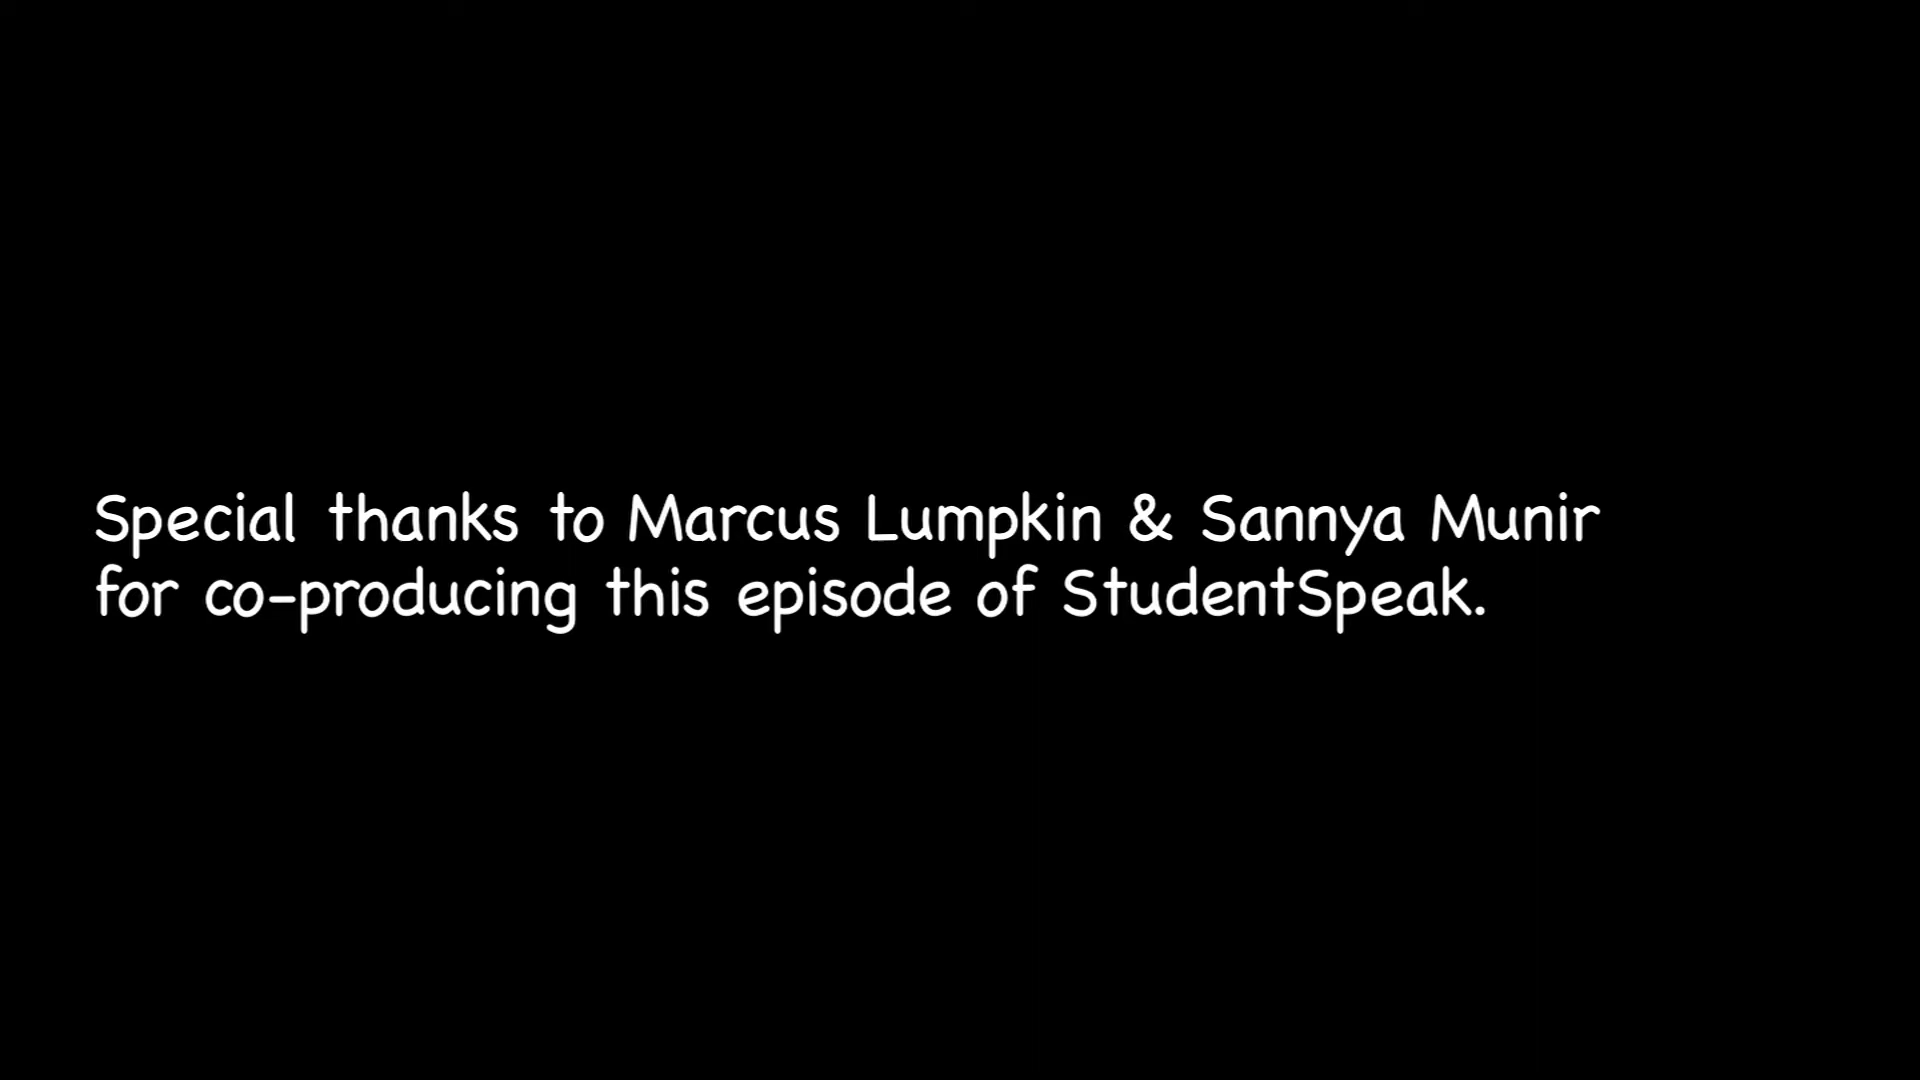 Special thanks to Marcus Lumpkin & Sannya Munir
for co-producing this episode of StudentSpeak.